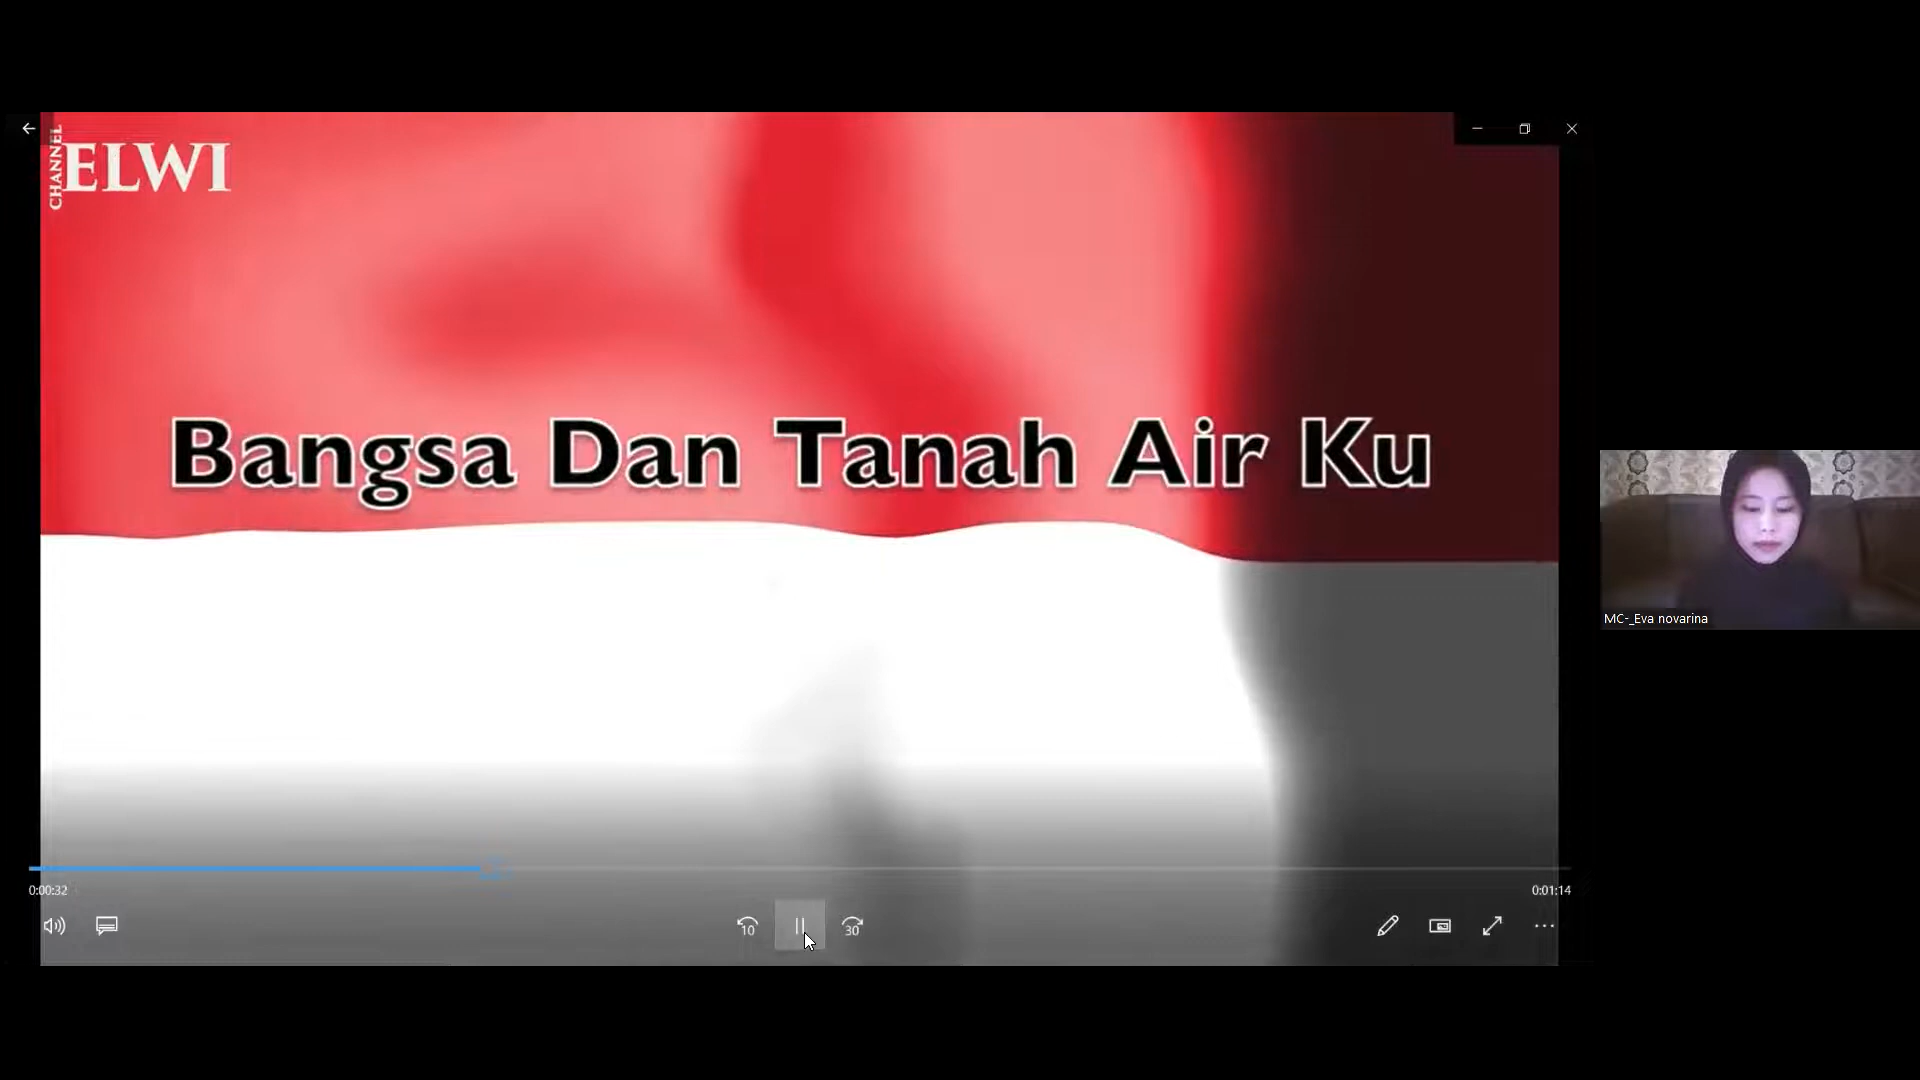 CHANNEL
ELWI
Bangsa Dan Tanah Air Ku
MC-_Eva novarina
0:00:32
0:01:14
10
30